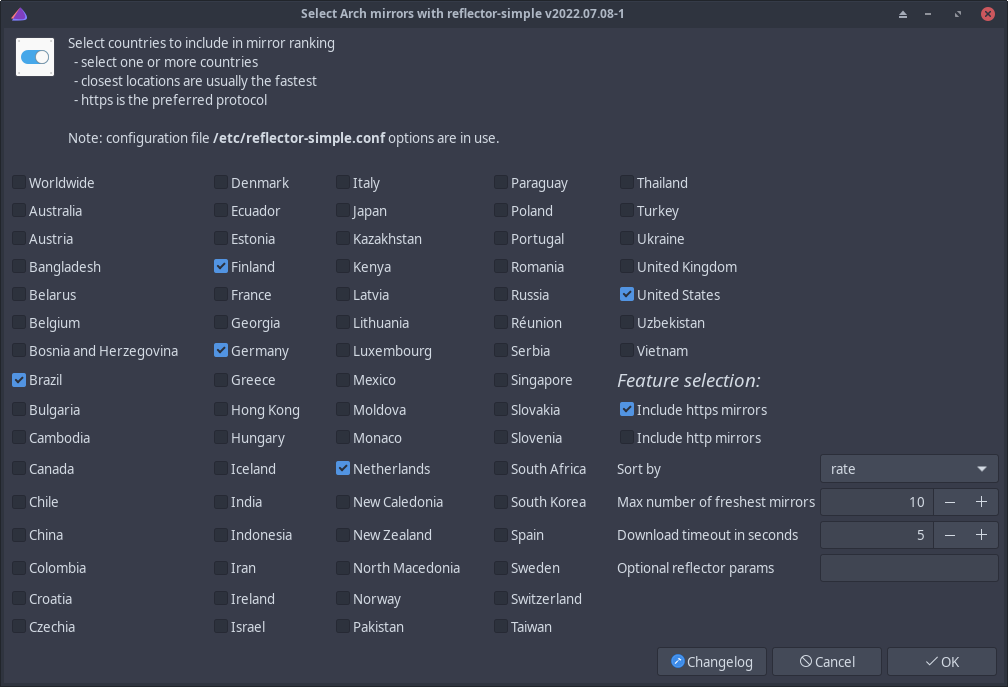 Select Arch mirrors with reflector-simple v2022.07.08-1
Select countries to include in mirror ranking
- select one or more countries
- closest locations are usually the fastest
- https is the preferred protocol
Note: configuration file /etc/reflector-simple.conf options are in use.
Worldwide
Australia
Austria
Bangladesh
Belarus
Belgium
Bosnia and Herzegovina
Brazil
Bulgaria
Cambodia
Canada
Chile
China
Colombia
Croatia
Czechia
Denmark
Ecuador
Estonia
Finland
France
Georgia
Germany
Greece
Hong Kong
Hungary
Iceland
India
Indonesia
Iran
Ireland
Israel
Italy
Japan
Kazakhstan
Kenya
Latvia
Lithuania
Luxembourg
Mexico
Moldova
Monaco
Netherlands
New Caledonia
New Zealand
North Macedonia
Norway
Pakistan
Paraguay
Poland
Portugal
Romania
Russia
Réunion
Serbia
Singapore
Slovakia
Slovenia
South Africa
South Korea
Spain
Sweden
Switzerland
Taiwan
Thailand
Turkey
Ukraine
United Kingdom
United States
Uzbekistan
Vietnam
Feature selection:
Include https mirrors
Include http mirrors
Sort by rate
Max number of freshest mirrors 10
Download timeout in seconds 5
Optional reflector params
Changelog Cancel OK